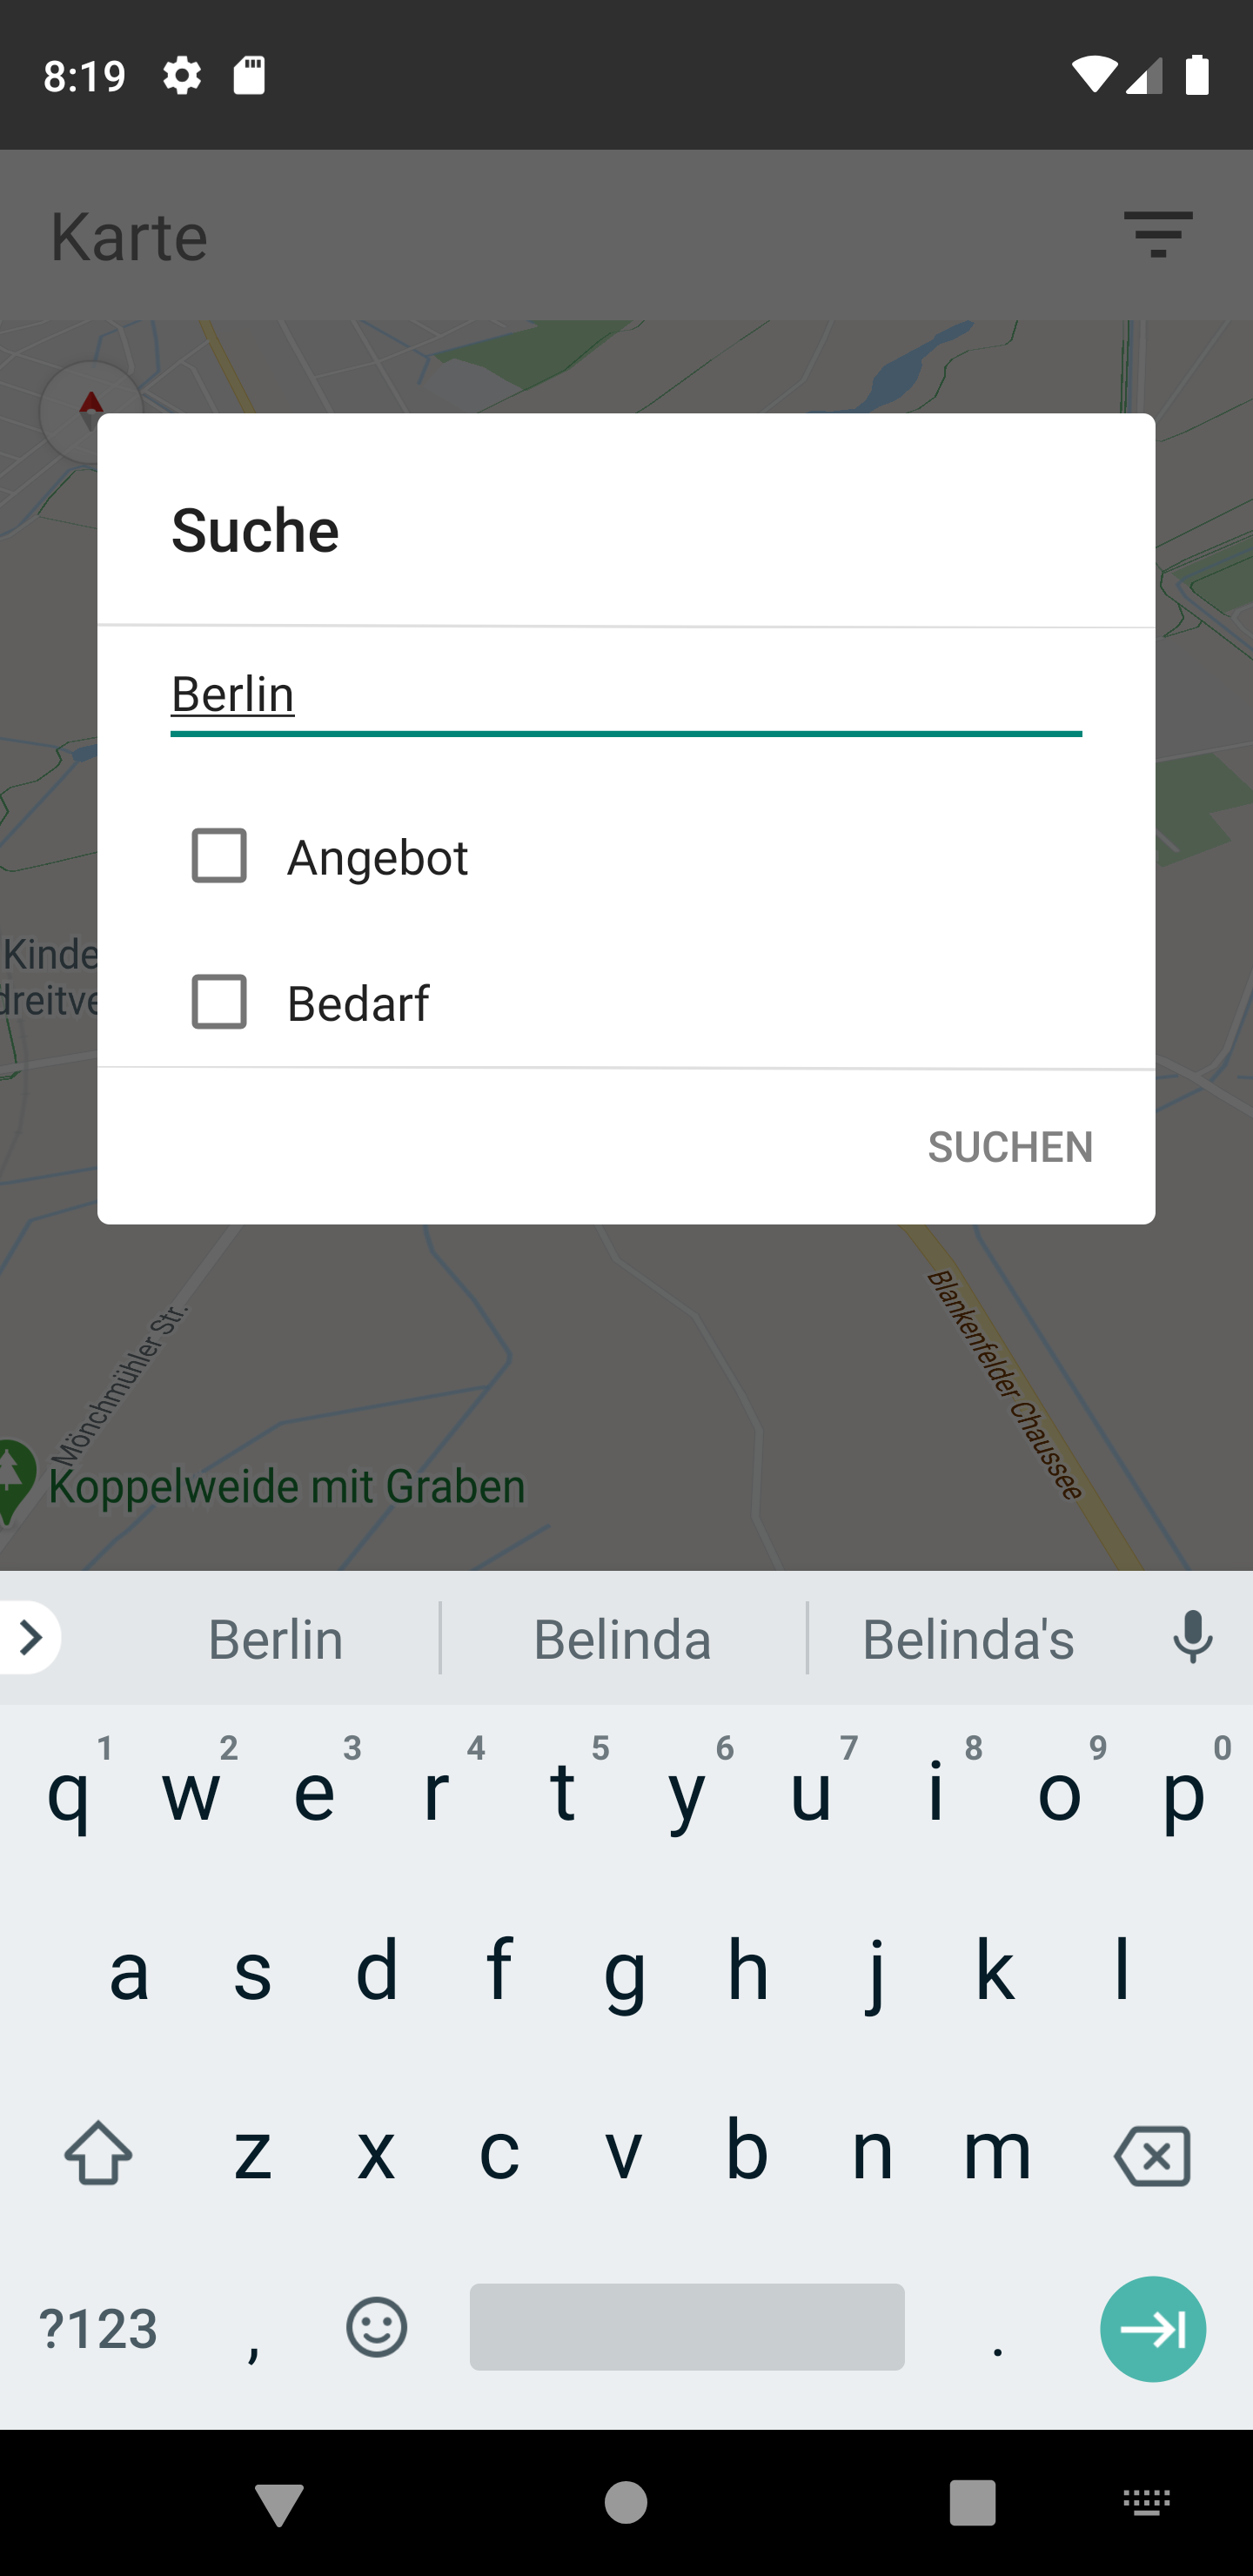 8:19
Karte
Suche
Berlin
Angebot
Bedarf
Kinde
dreitve
SUCHEN
Mönchmühler Str.
Blankenfelder Chaussee
Koppelweide mit Graben
Berlin Belinda Belinda's
1 2 3 4 5 6 7 8 9 0
q w e r t y u i o p
a s d f g h j k l
z x c v b n m
?123 , .